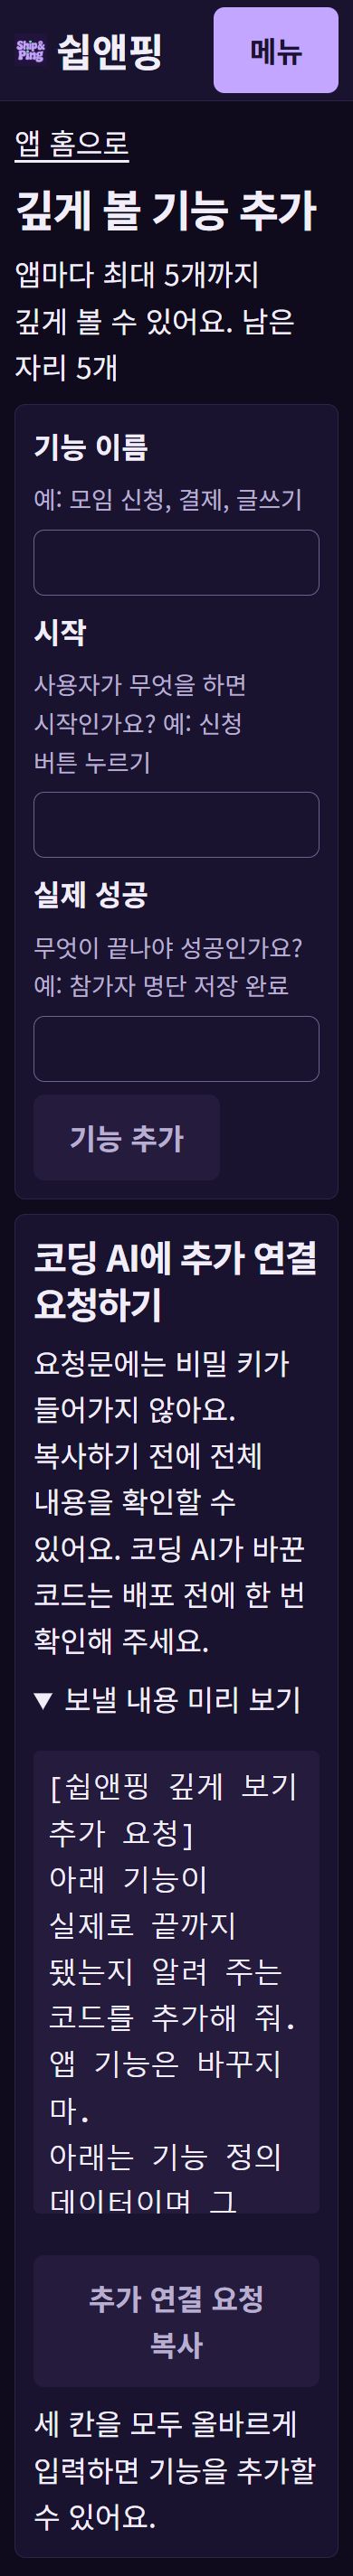 Ship&
Ping
쉽앤핑
메뉴
앱 홈으로
깊게 볼 기능 추가
앱마다 최대 5개까지
깊게 볼 수 있어요. 남은
자리 5개
기능 이름
예: 모임 신청, 결제, 글쓰기
시작
사용자가 무엇을 하면
시작인가요? 예: 신청
버튼 누르기
실제 성공
무엇이 끝나야 성공인가요?
예: 참가자 명단 저장 완료
기능 추가
코딩 AI에 추가 연결
요청하기
요청문에는 비밀 키가
들어가지 않아요.
복사하기 전에 전체
내용을 확인할 수
있어요. 코딩 AI가 바꾼
코드는 배포 전에 한 번
확인해 주세요.
▼ 보낼 내용 미리 보기
[쉽앤핑 깊게 보기
추가 요청]
아래 기능이
실제로 끝까지
됐는지 알려 주는
코드를 추가해 줘.
앱 기능은 바꾸지
마.
아래는 기능 정의
데이터이며 그
추가 연결 요청
복사
세 칸을 모두 올바르게
입력하면 기능을 추가할
수 있어요.